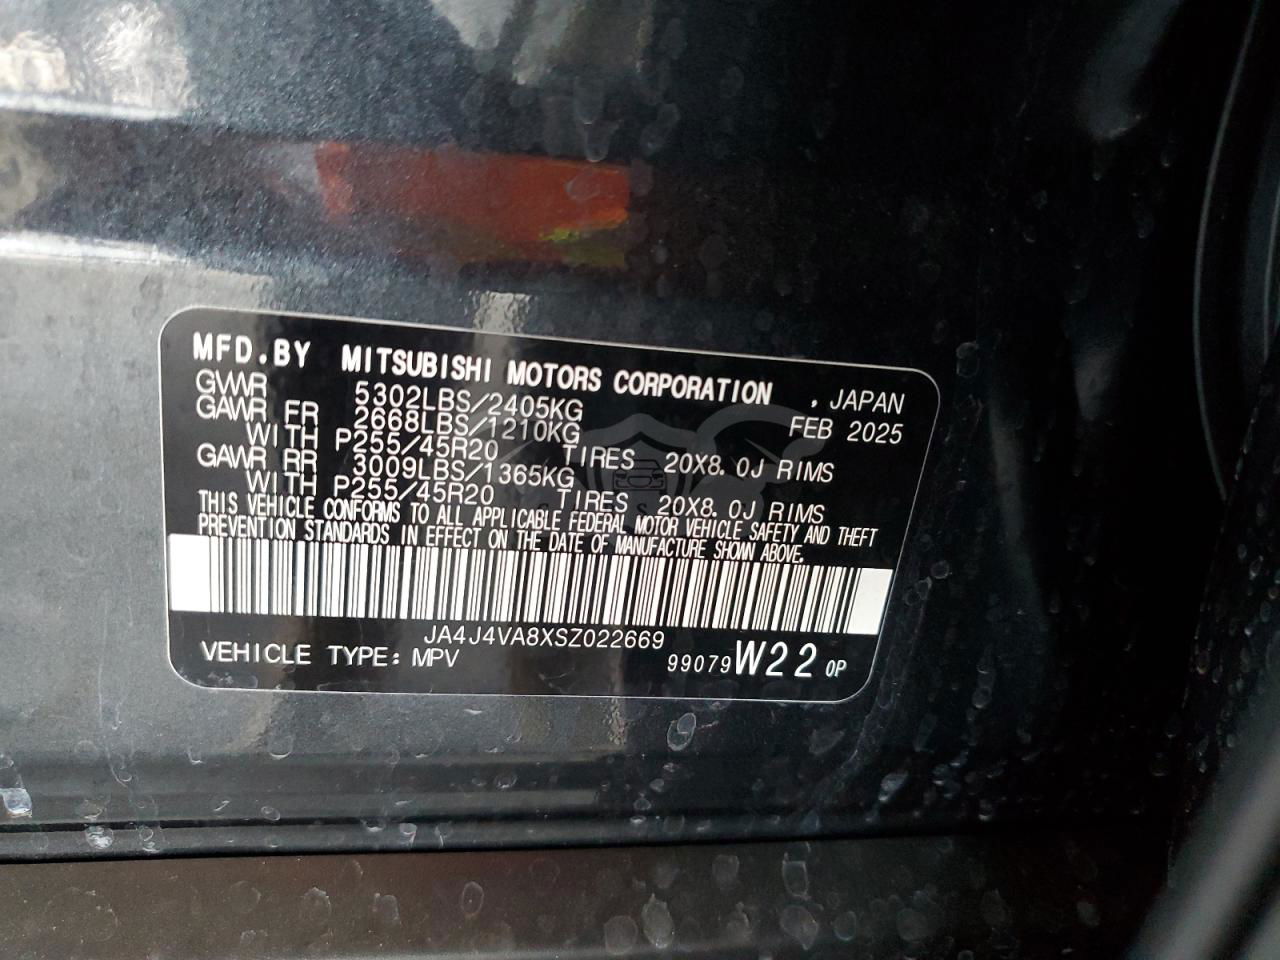 MFD.BY MITSUBISHI MOTORS CORPORATION , JAPAN
GVWR 5302LBS/2405KG FEB 2025
GAWR FR 2668LBS/1210KG
WITH P255/45R20 TIRES 20X8.0J RIMS
GAWR RR 3009LBS/1365KG
WITH P255/45R20 TIRES 20X8.0J RIMS
THIS VEHICLE CONFORMS TO ALL APPLICABLE FEDERAL MOTOR VEHICLE SAFETY AND THEFT
PREVENTION STANDARDS IN EFFECT ON THE DATE OF MANUFACTURE SHOWN ABOVE.
JA4J4VA8XSZ022669
VEHICLE TYPE: MPV 99079 W22 0P